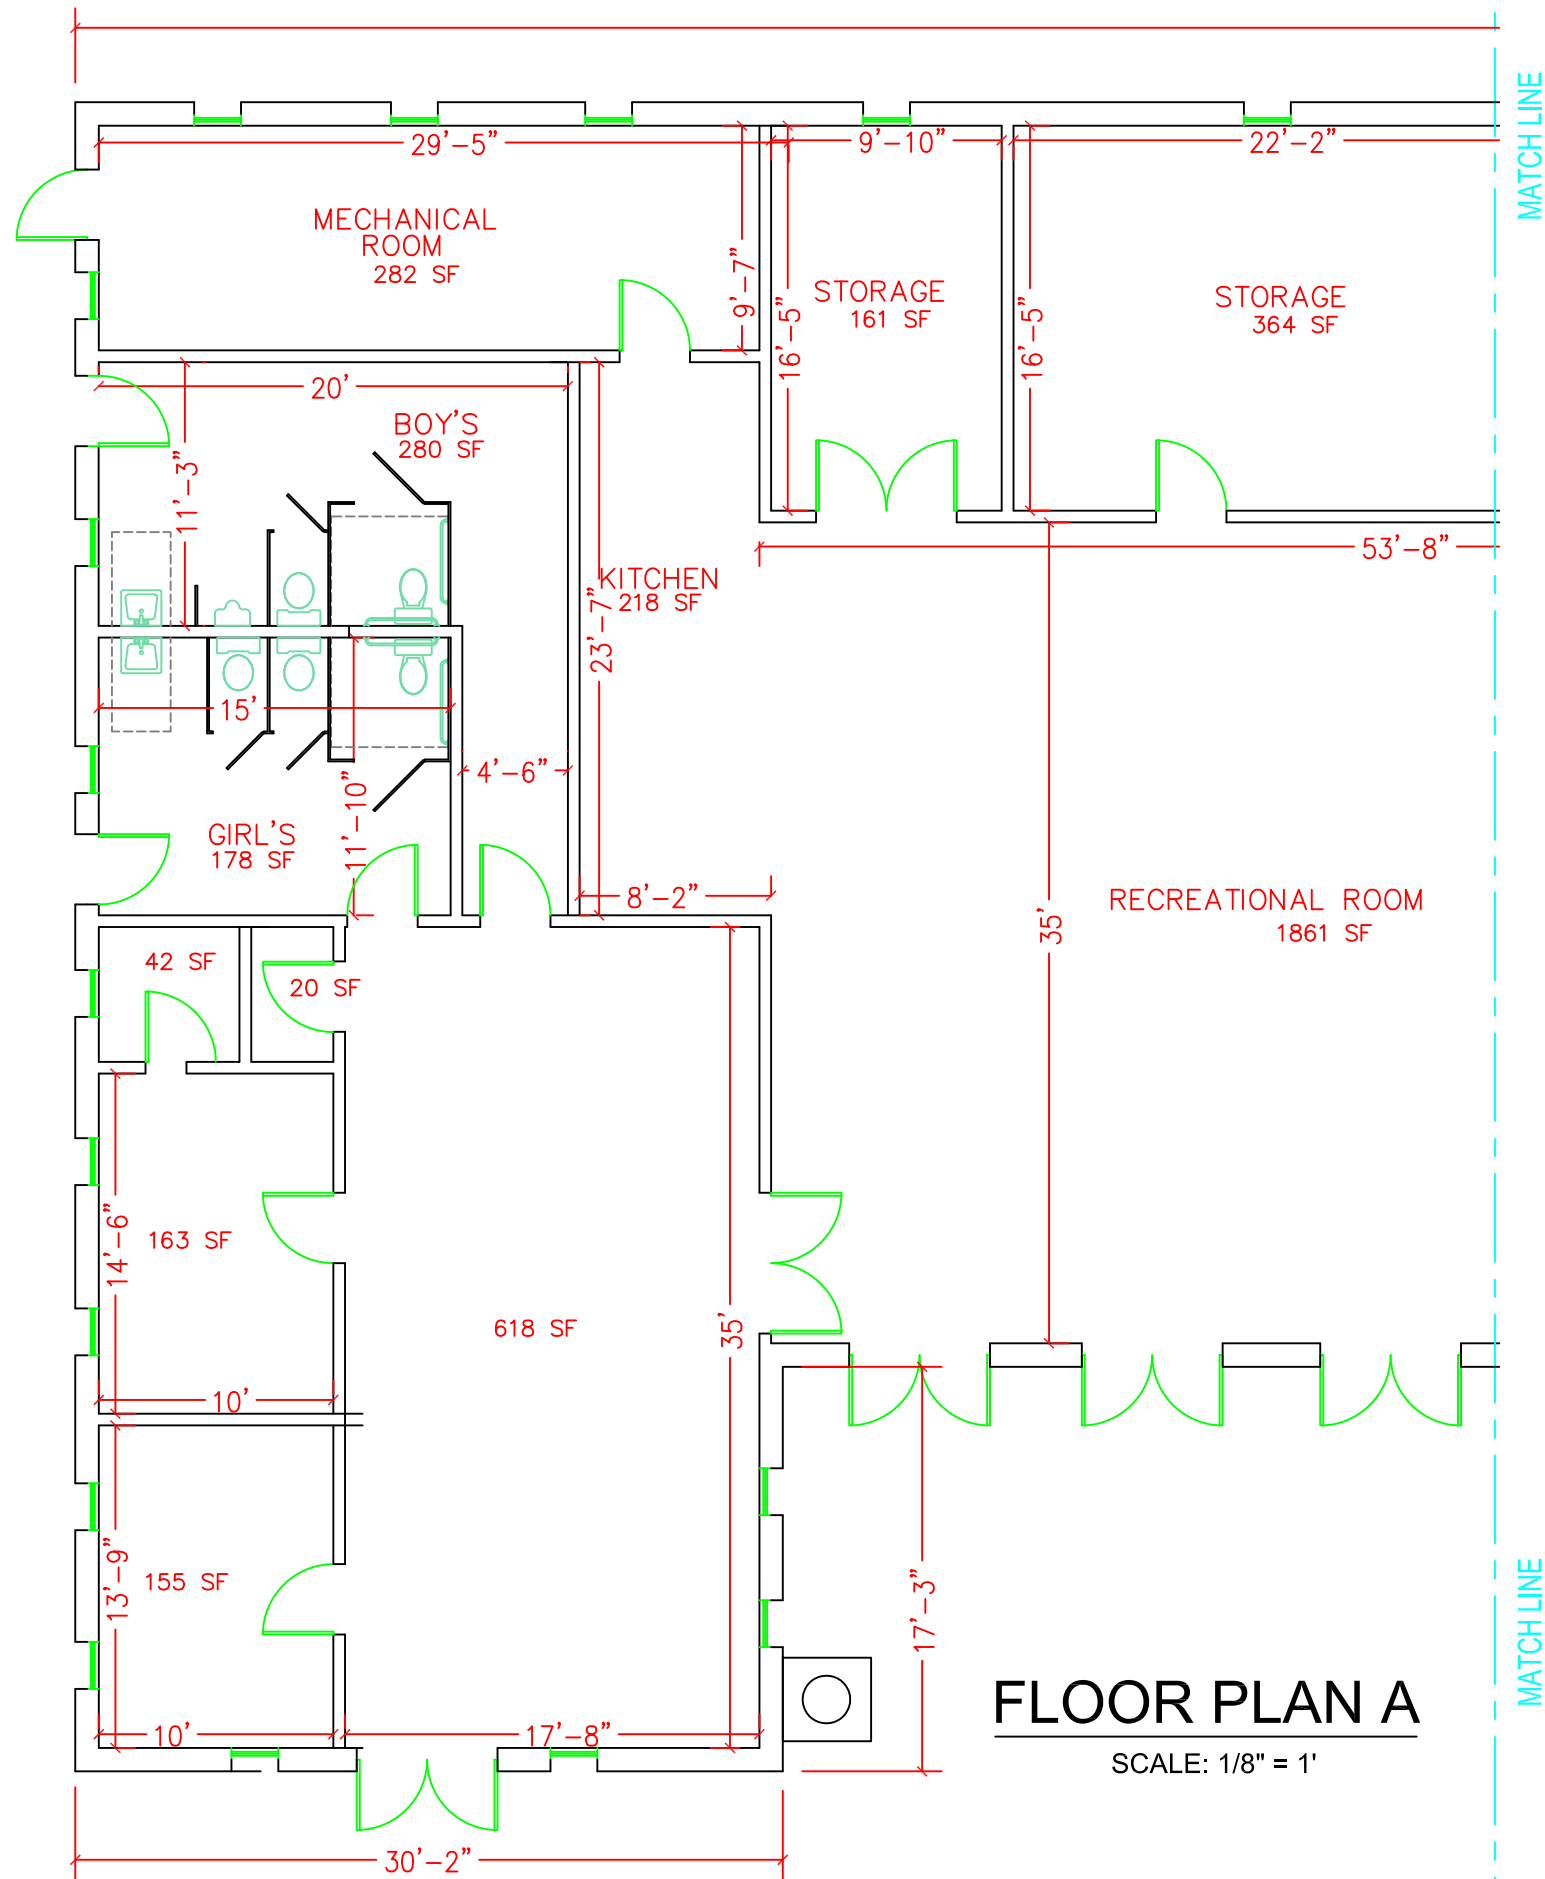 MATCH LINE
29'-5"
9'-10"
22'-2"
MECHANICAL
ROOM
282 SF
9'-7"
STORAGE
161 SF
16'-5"
STORAGE
364 SF
16'-5"
20'
BOY'S
280 SF
11'-3"
53'-8"
KITCHEN
218 SF
23'-7"
15'
4'-6"
11'-10"
GIRL'S
178 SF
8'-2"
RECREATIONAL ROOM
1861 SF
35'
42 SF
20 SF
163 SF
14'-6"
618 SF
35'
10'
155 SF
13'-9"
17'-3"
MATCH LINE
10'
17'-8"
FLOOR PLAN A
SCALE: 1/8" = 1'
30'-2"